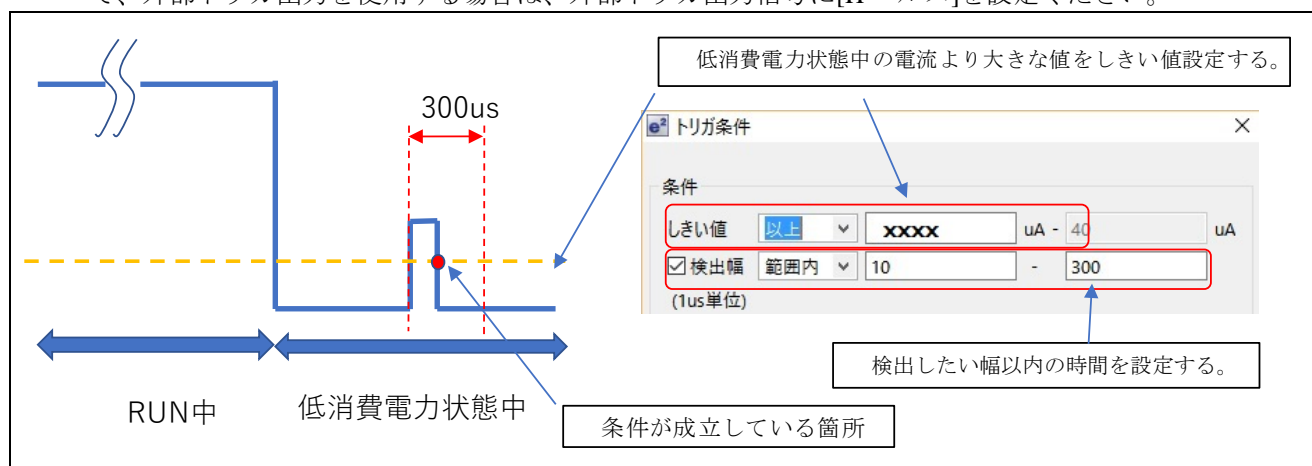 低消費電力状態中の電流より大きな値をしきい値設定する。
300us
e² トリガ条件
条件
しきい値 以上 xxxx uA - 40 uA
検出幅 範囲内 10 - 300
(1us単位)
検出したい幅以内の時間を設定する。
RUN中
低消費電力状態中
条件が成立している箇所